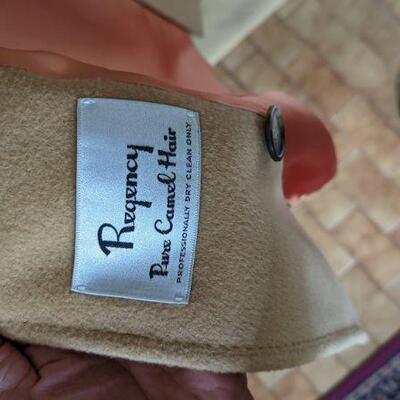 Regency
Pure Camel Hair
PROFESSIONALLY DRY CLEAN ONLY